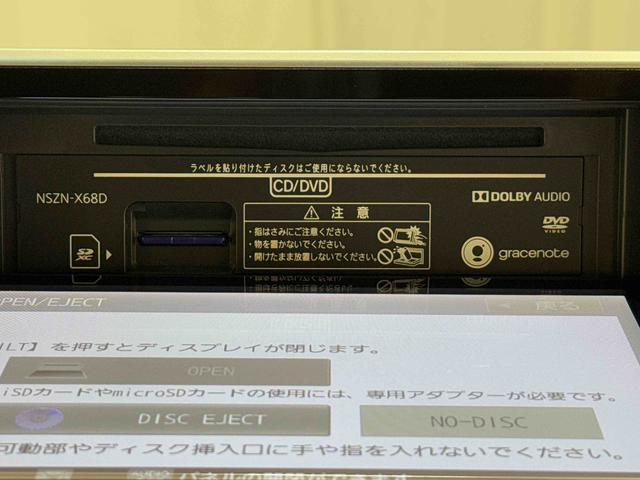 ラベルを貼り付けたディスクはご使用にならないでください。
CD/DVD
NSZN-X68D
DOLBY AUDIO
注 意
・指はさみにご注意ください。
・物を置かないでください。
・開けたまま放置しないでください。
DVD
VIDEO
SD
XC
gracenote
OPEN/EJECT
戻る
ILT】を押すとディスプレイが閉じます。
OPEN
iSDカードやmicroSDカードの使用には、専用アダプターが必要です。
DISC EJECT
NO-DISC
可動部やディスク挿入口に手や指を入れないでください。